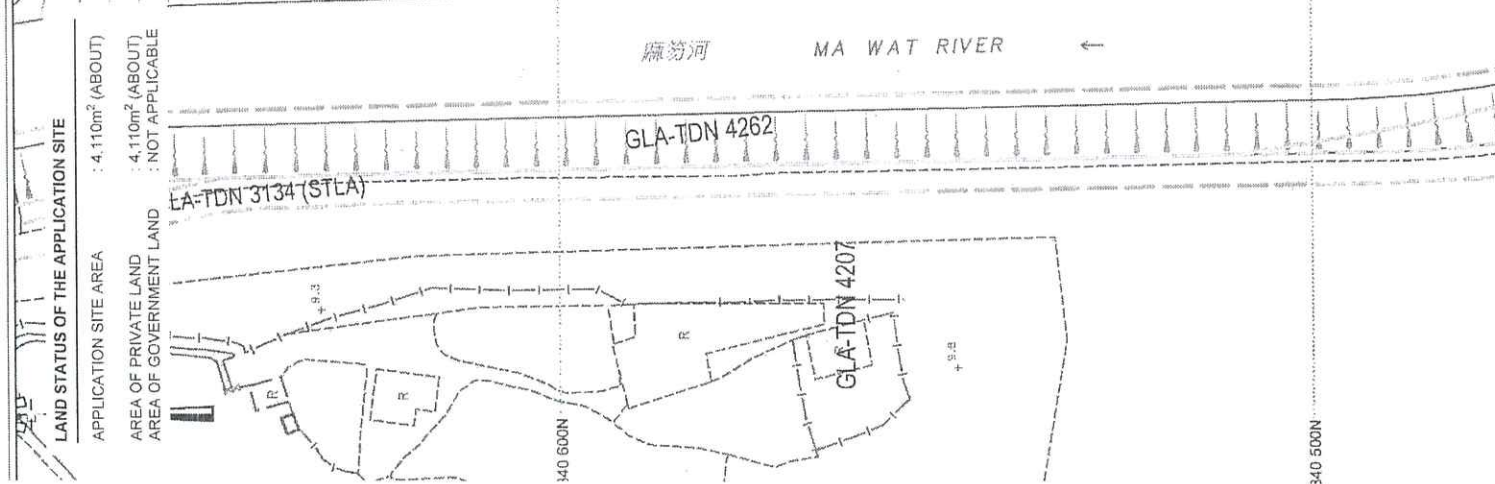 LAND STATUS OF THE APPLICATION SITE
APPLICATION SITE AREA : 4,110m² (ABOUT)
AREA OF PRIVATE LAND : 4,110m² (ABOUT)
AREA OF GOVERNMENT LAND : NOT APPLICABLE
麻笏河 MA WAT RIVER ←
GLA-TDN 4262
LA-TDN 3134 (STLA)
GLA-TDN 4207
+9.3
R
R
R
R
+9.8
840 600N
840 500N